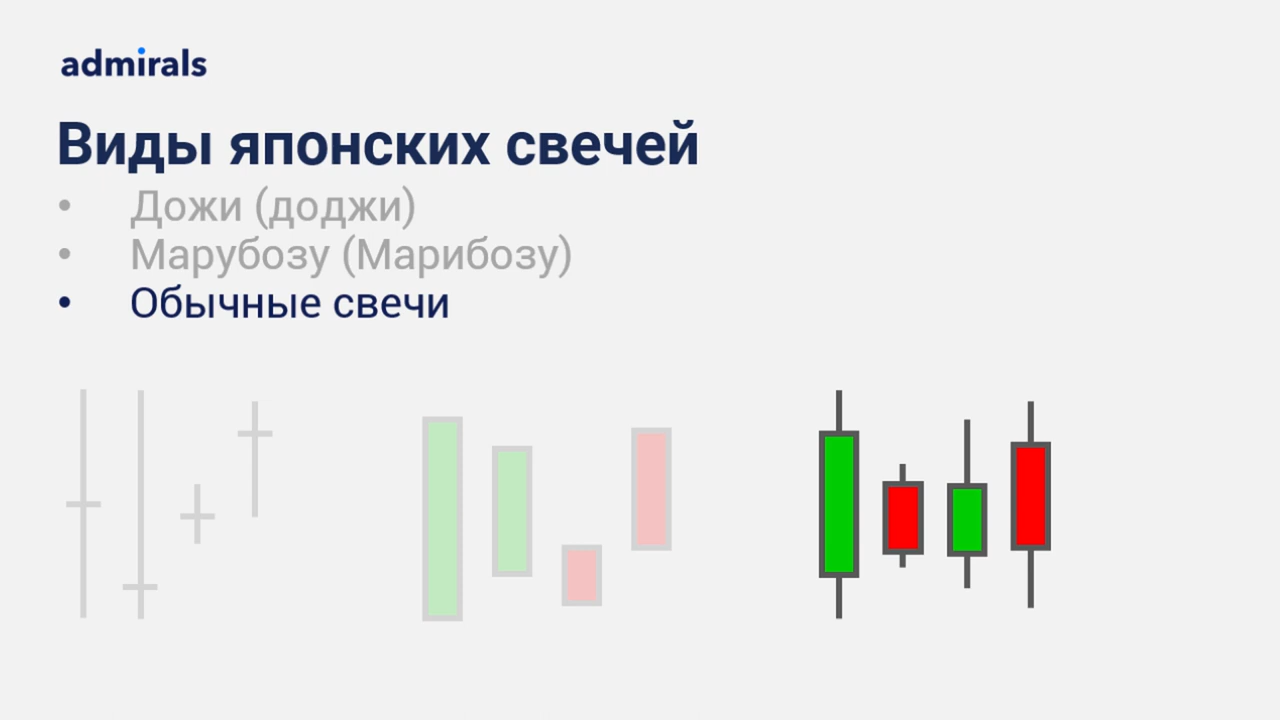 admirals
Виды японских свечей
• Дожи (доджи)
• Марубозу (Марибозу)
• Обычные свечи